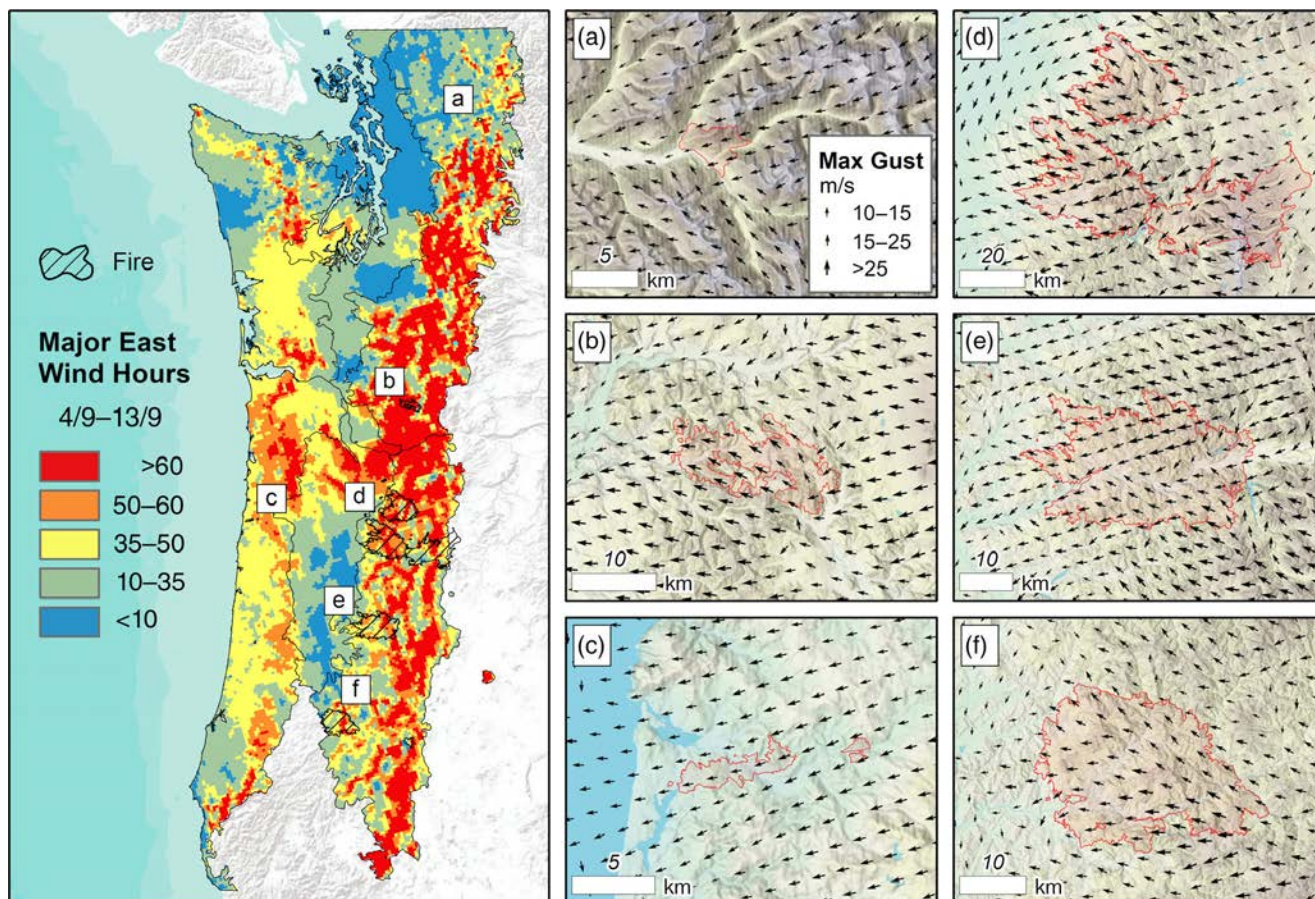 Fire
Major East
Wind Hours
4/9–13/9
>60
50–60
35–50
10–35
<10
a
b
c
d
e
f
(a)
Max Gust
m/s
10–15
15–25
>25
5
km
(b)
10
km
(c)
5
km
(d)
20
km
(e)
10
km
(f)
10
km